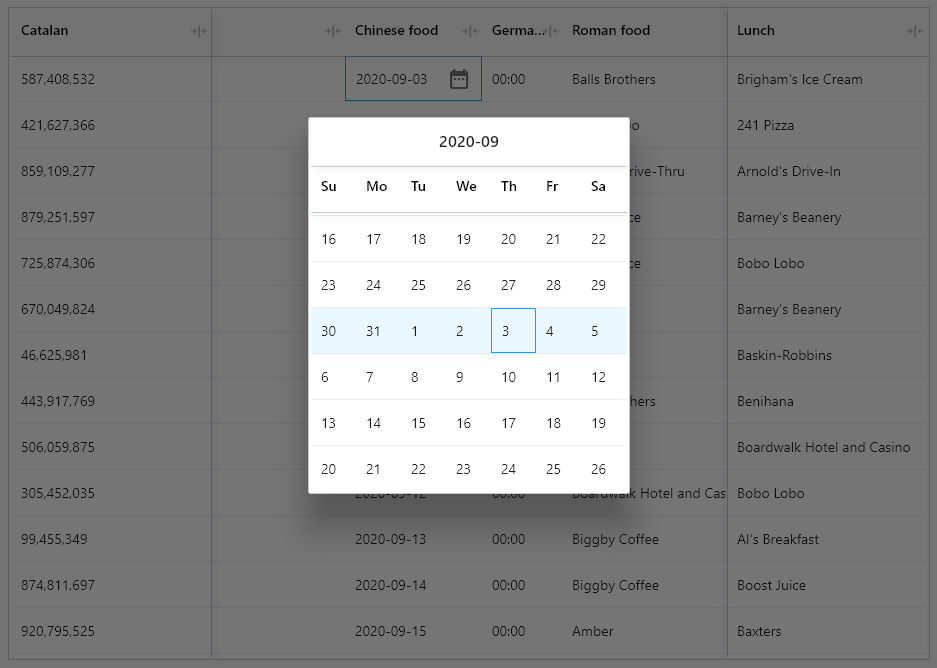 Catalan Chinese food Germa... Roman food Lunch
587,408,532 2020-09-03 00:00 Balls Brothers Brigham's Ice Cream
421,627,366 241 Pizza
2020-09
859,109,277 rive-Thru Arnold's Drive-In
Su Mo Tu We Th Fr Sa
879,251,597 Barney's Beanery
16 17 18 19 20 21 22
725,874,306 Bobo Lobo
23 24 25 26 27 28 29
670,049,824 Barney's Beanery
30 31 1 2 3 4 5
46,625,981 Baskin-Robbins
6 7 8 9 10 11 12
443,917,769 hers Benihana
13 14 15 16 17 18 19
506,059,875 Boardwalk Hotel and Casino
20 21 22 23 24 25 26
305,452,035 2020-09-12 00:00 Boardwalk Hotel and Cas Bobo Lobo
99,455,349 2020-09-13 00:00 Biggby Coffee Al's Breakfast
874,811,697 2020-09-14 00:00 Biggby Coffee Boost Juice
920,795,525 2020-09-15 00:00 Amber Baxters